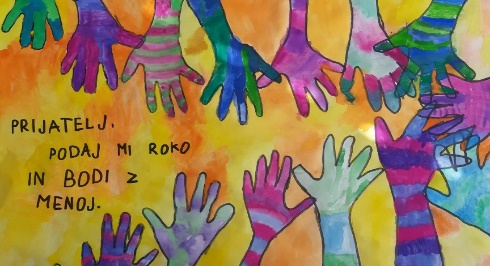 PRIJATELJ.
PODAJ MI ROKO
IN BODI Z
MENOJ.